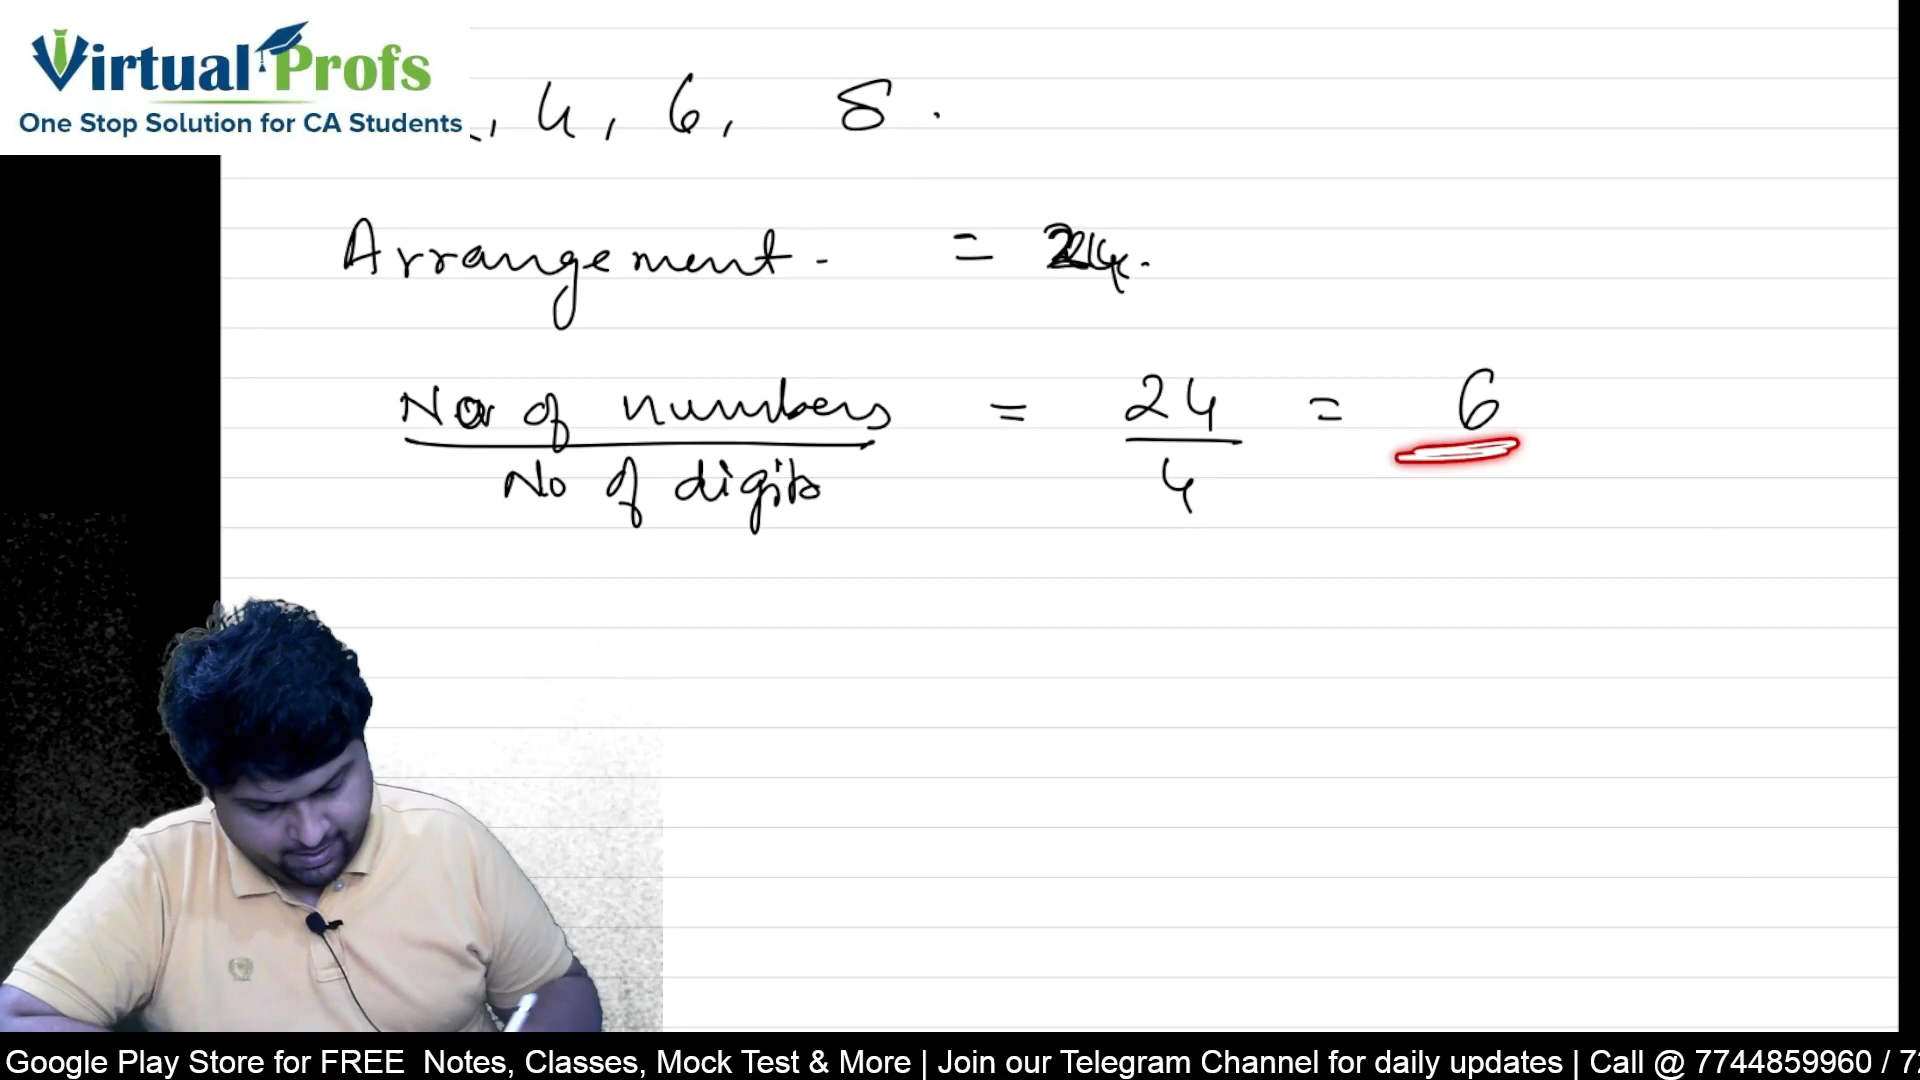 Virtual Profs
One Stop Solution for CA Students
, 4, 6, 8.
Arrangement. = 24.
No of numbers = 24 = 6
No of digits 4
Google Play Store for FREE Notes, Classes, Mock Test & More | Join our Telegram Channel for daily updates | Call @ 7744859960 / 7